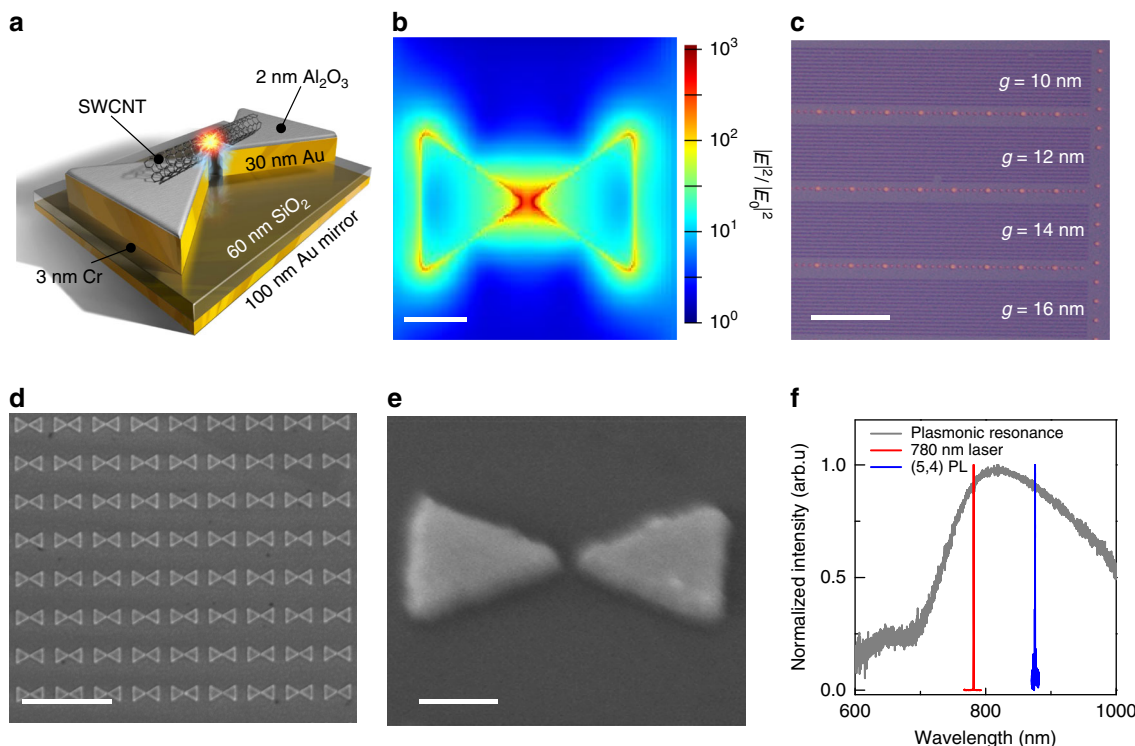 a
SWCNT
2 nm Al₂O₃
30 nm Au
60 nm SiO₂
3 nm Cr
100 nm Au mirror
b
10³
10²
10¹
10⁰
|E|²/|E₀|²
c
g = 10 nm
g = 12 nm
g = 14 nm
g = 16 nm
d
e
f
Plasmonic resonance
780 nm laser
(5,4) PL
Normalized intensity (arb.u)
1.0
0.5
0.0
600
800
1000
Wavelength (nm)